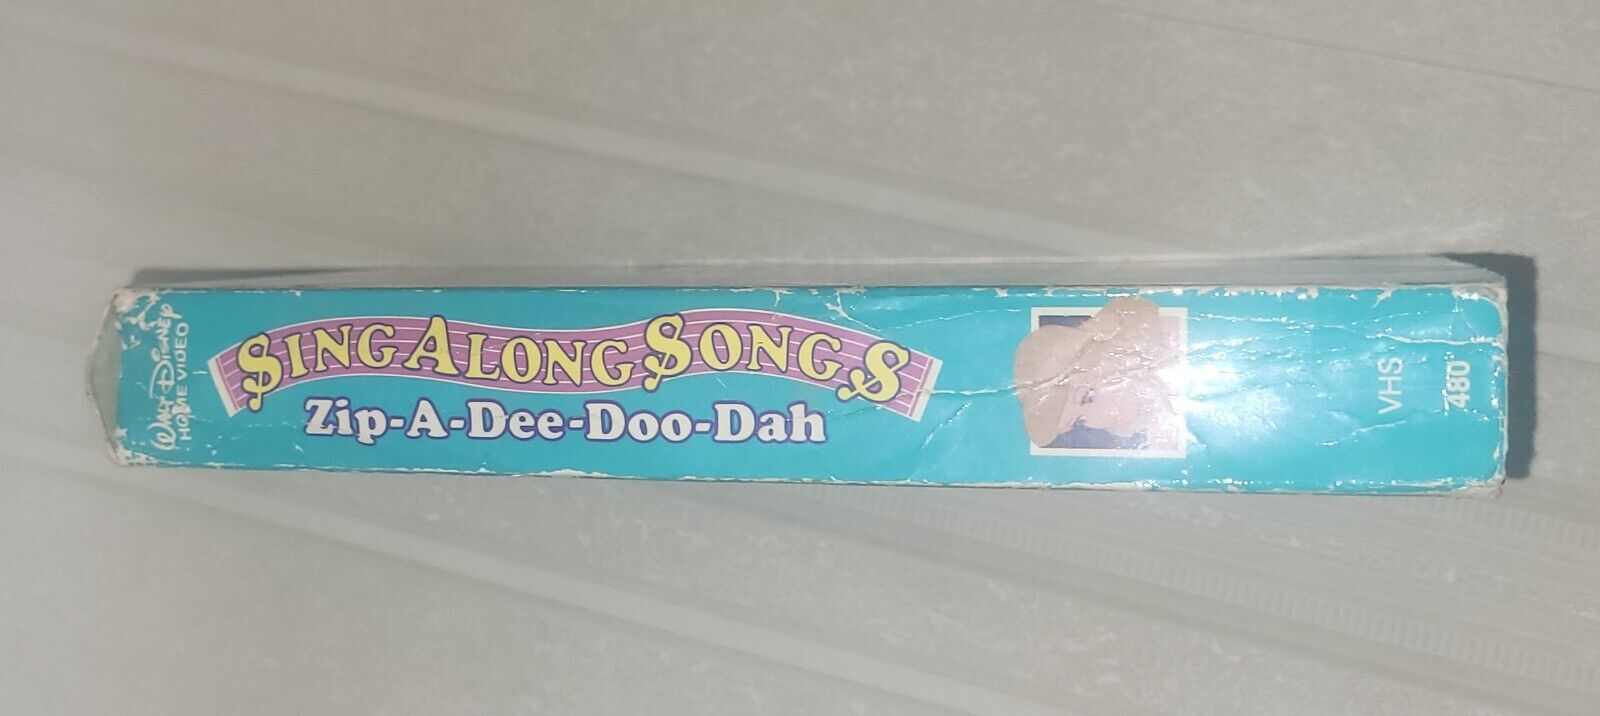 Walt Disney
HOME VIDEO
SING ALONG SONGS
Zip-A-Dee-Doo-Dah
VHS
480